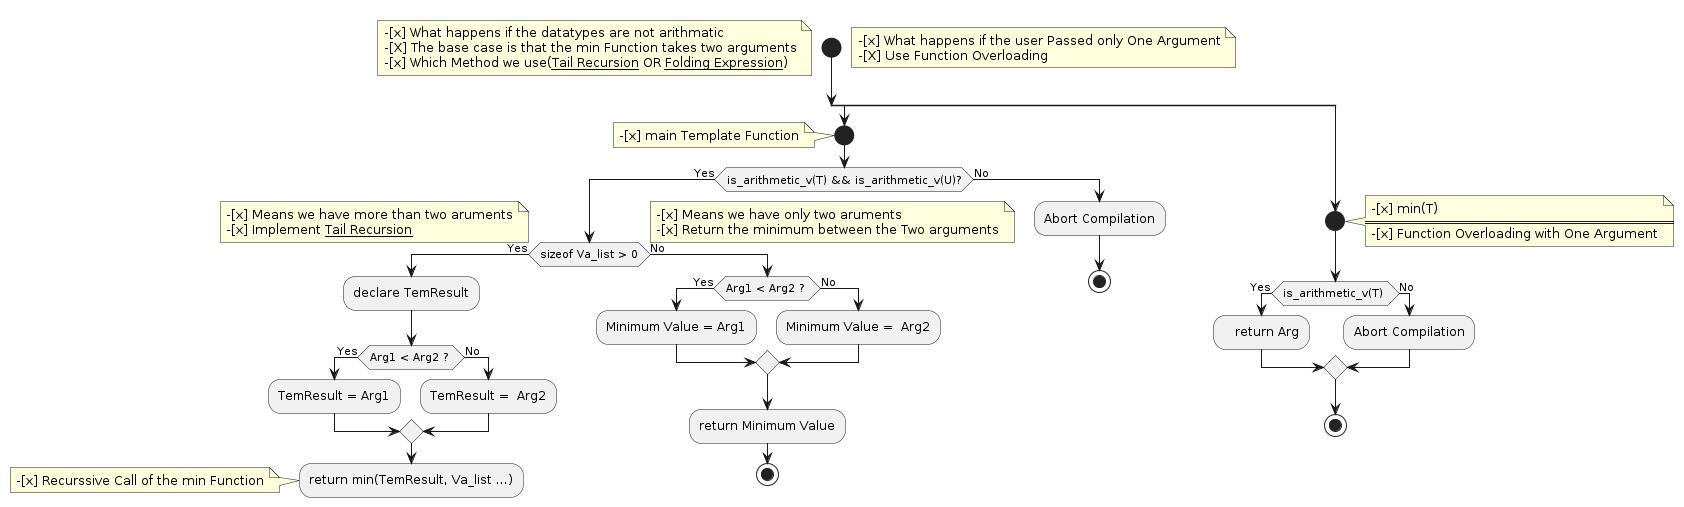 -[x] What happens if the datatypes are not arithmatic
-[X] The base case is that the min Function takes two arguments
-[x] Which Method we use(Tail Recursion OR Folding Expression)
-[x] What happens if the user Passed only One Argument
-[X] Use Function Overloading
-[x] main Template Function
Yes
is_arithmetic_v(T) && is_arithmetic_v(U)?
No
-[x] Means we have more than two aruments
-[x] Implement Tail Recursion
-[x] Means we have only two aruments
-[x] Return the minimum between the Two arguments
Abort Compilation
-[x] min(T)
-[x] Function Overloading with One Argument
Yes
sizeof Va_list > 0
No
declare TemResult
Yes
Arg1 < Arg2 ?
No
Minimum Value = Arg1
Minimum Value =  Arg2
Yes
is_arithmetic_v(T)
No
return Arg
Abort Compilation
Yes
Arg1 < Arg2 ?
No
TemResult = Arg1
TemResult =  Arg2
return Minimum Value
-[x] Recurssive Call of the min Function
return min(TemResult, Va_list ...)